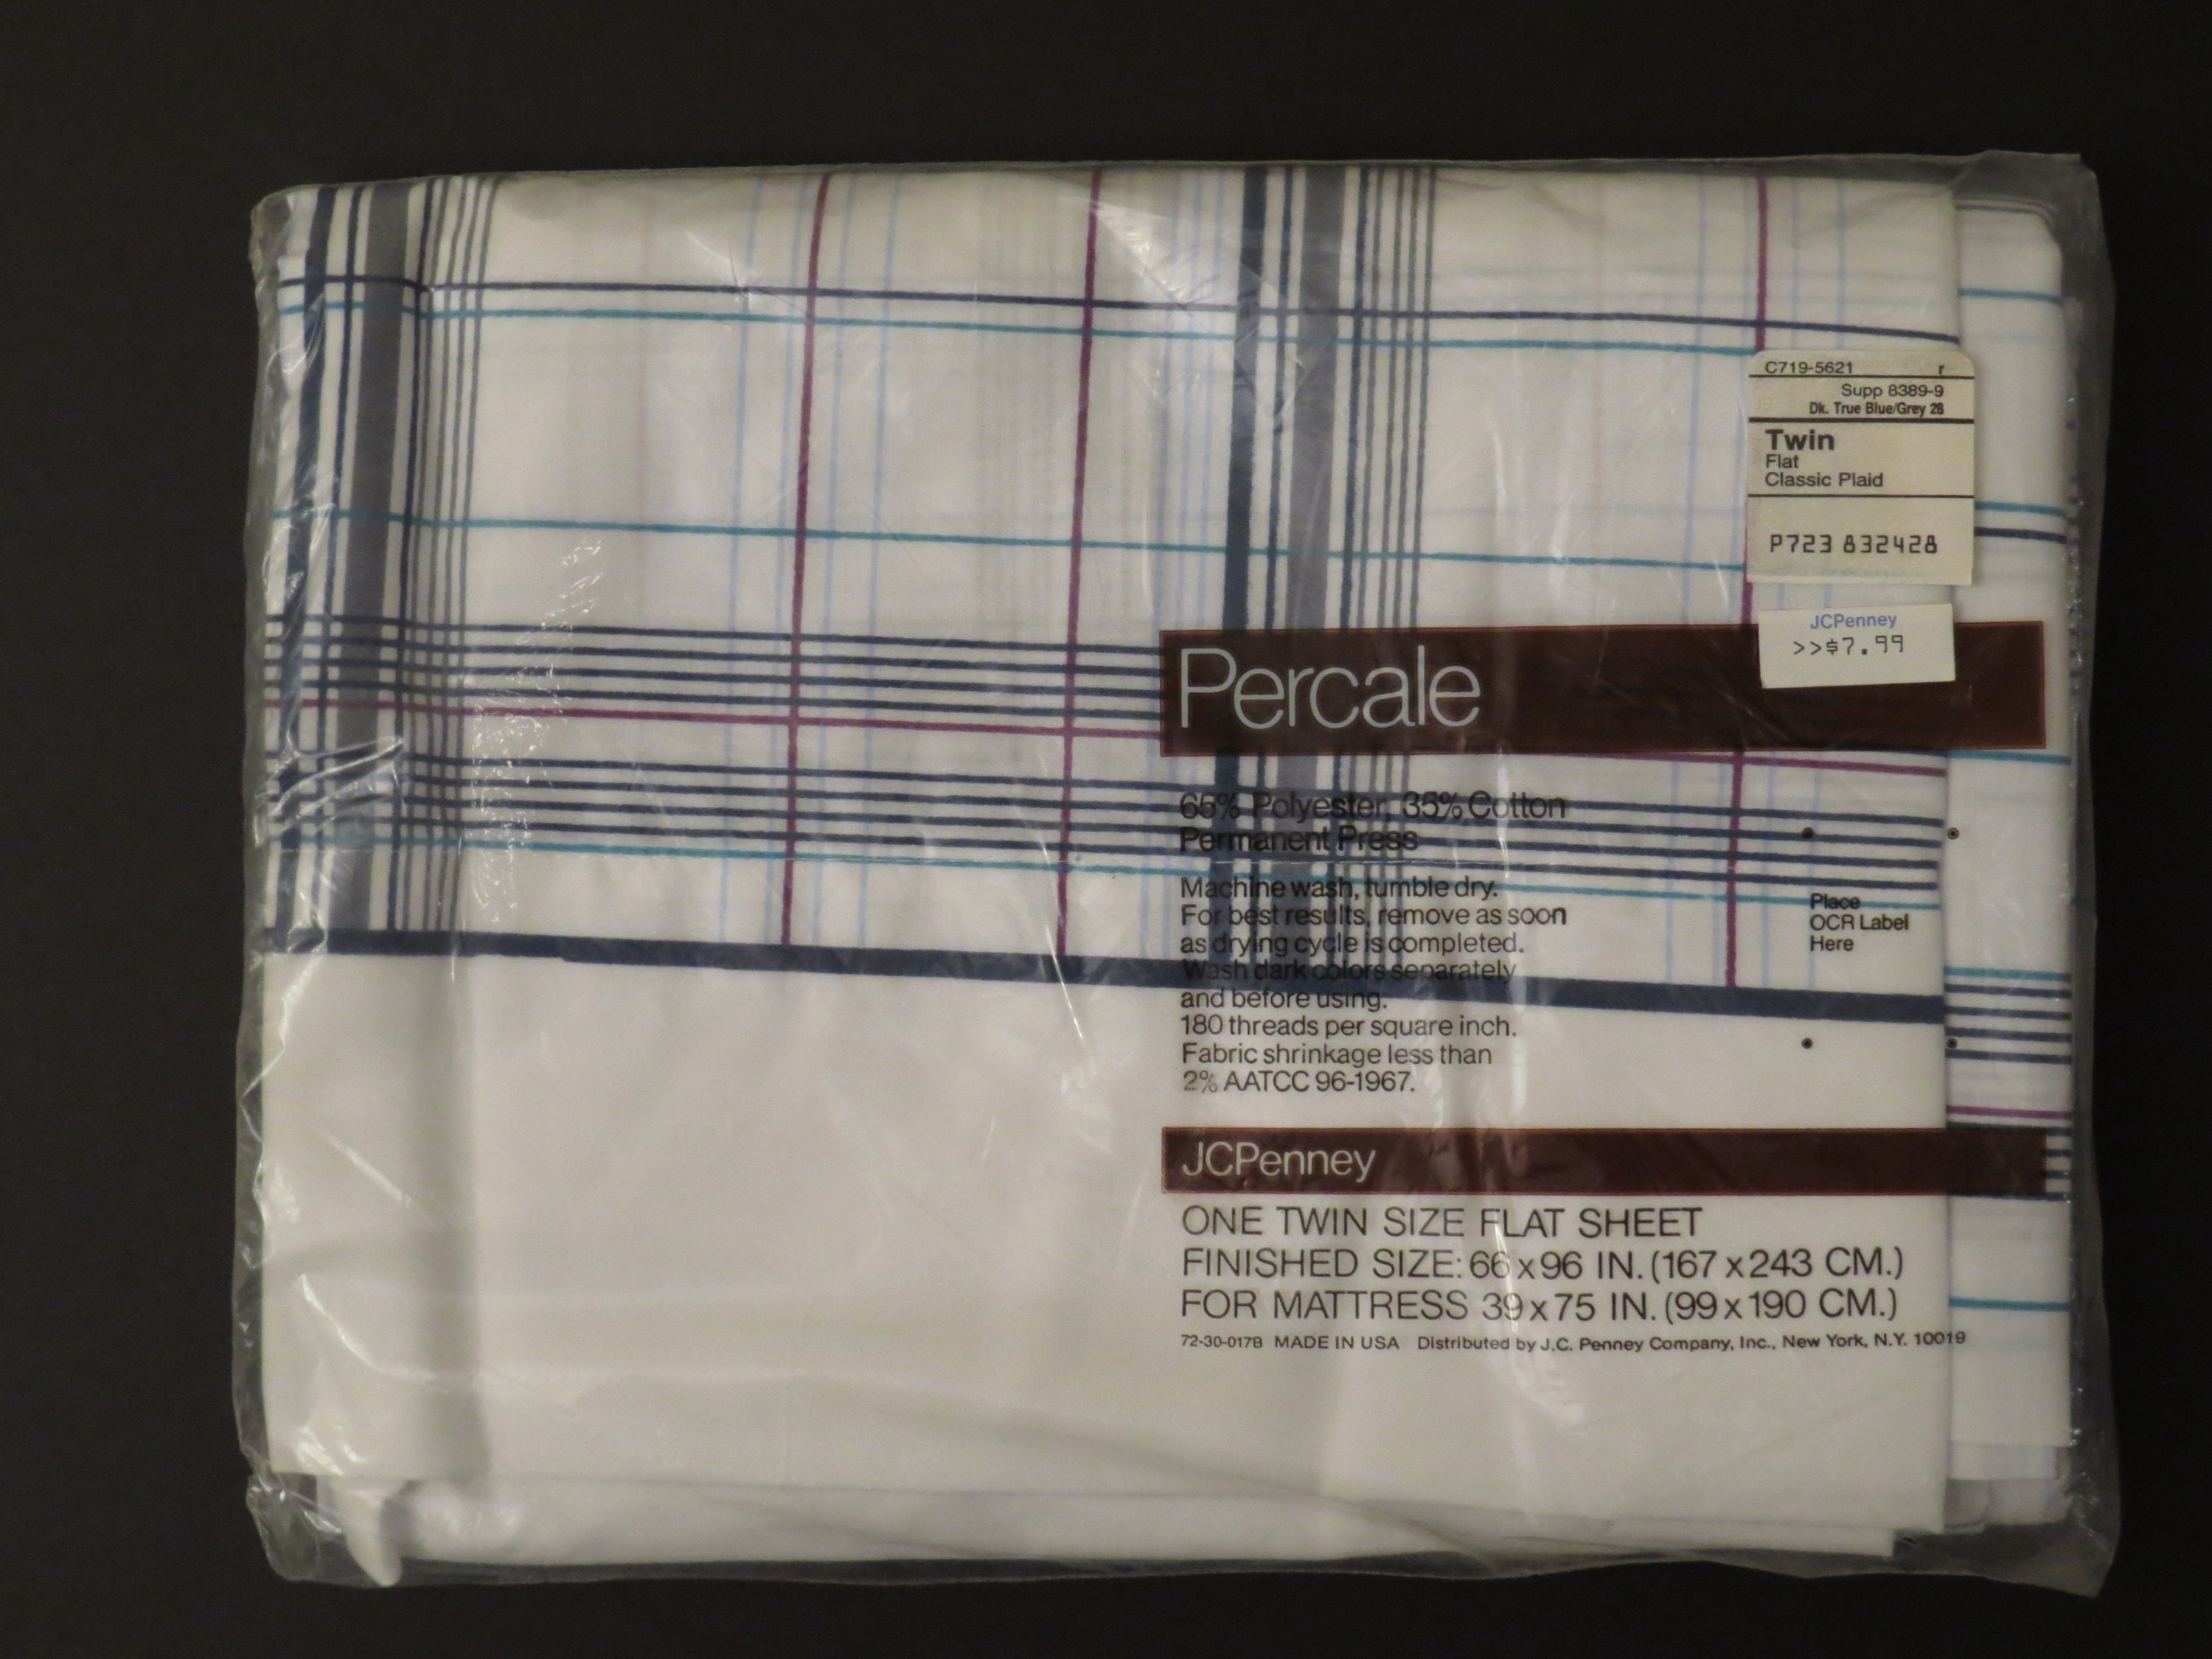 C719-5621 r
Supp 8389-9
Dk. True Blue/Grey 28
Twin
Flat
Classic Plaid
P723 832428
JCPenney
>>$7.99
Percale
65% Polyester, 35% Cotton
Permanent Press
Machine wash, tumble dry.
For best results, remove as soon
as drying cycle is completed.
Wash dark colors separately
and before using.
180 threads per square inch.
Fabric shrinkage less than
2% AATCC 96-1967.
Place
OCR Label
Here
JCPenney
ONE TWIN SIZE FLAT SHEET
FINISHED SIZE: 66 x 96 IN. (167 x 243 CM.)
FOR MATTRESS 39 x 75 IN. (99 x 190 CM.)
72-30-017B MADE IN USA Distributed by J.C. Penney Company, Inc., New York, N.Y. 10019